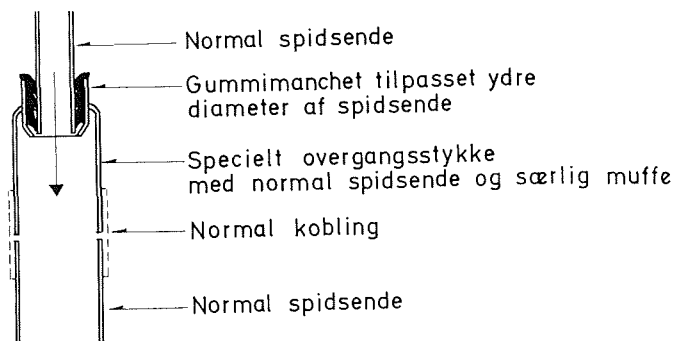 Normal spidsende
Gummimanchet tilpasset ydre
diameter af spidsende
Specielt overgangsstykke
med normal spidsende og særlig muffe
Normal kobling
Normal spidsende